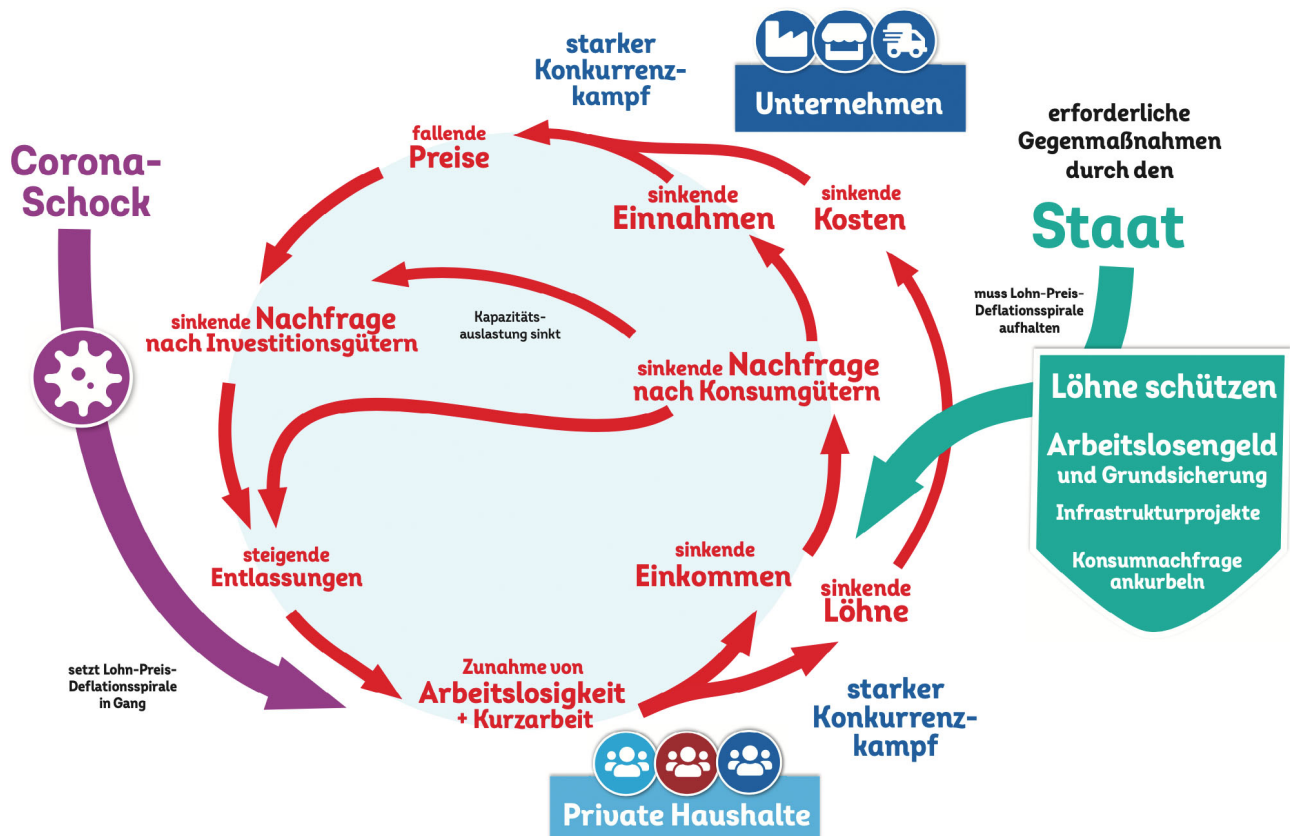 starker
Konkurrenz-
kampf
Unternehmen
erforderliche
Gegenmaßnahmen
durch den
Staat
Corona-
Schock
fallende
Preise
sinkende
Einnahmen
sinkende
Kosten
muss Lohn-Preis-
Deflationsspirale
aufhalten
sinkende Nachfrage
nach Investitionsgütern
Kapazitäts-
auslastung sinkt
sinkende Nachfrage
nach Konsumgütern
Löhne schützen
Arbeitslosengeld
und Grundsicherung
Infrastrukturprojekte
Konsumnachfrage
ankurbeln
steigende
Entlassungen
sinkende
Einkommen
sinkende
Löhne
setzt Lohn-Preis-
Deflationsspirale
in Gang
Zunahme von
Arbeitslosigkeit
+ Kurzarbeit
starker
Konkurrenz-
kampf
Private Haushalte